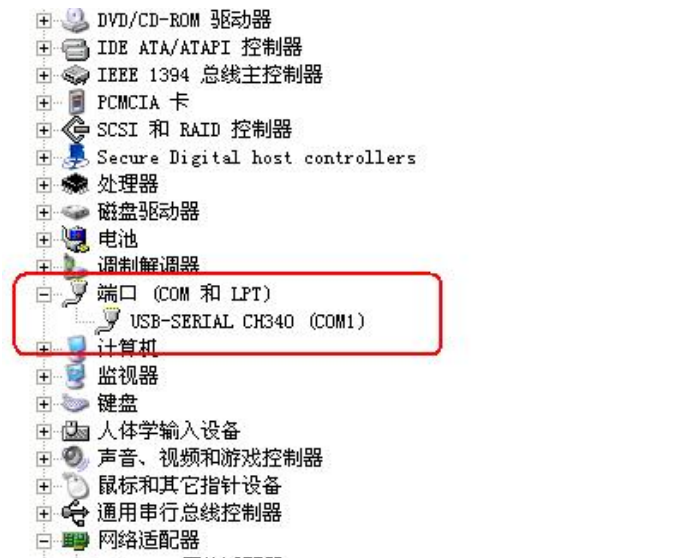 DVD/CD-ROM 驱动器
IDE ATA/ATAPI 控制器
IEEE 1394 总线主控制器
PCMCIA 卡
SCSI 和 RAID 控制器
Secure Digital host controllers
处理器
磁盘驱动器
电池
调制解调器
端口 (COM 和 LPT)
USB-SERIAL CH340 (COM1)
计算机
监视器
键盘
人体学输入设备
声音、视频和游戏控制器
鼠标和其它指针设备
通用串行总线控制器
网络适配器